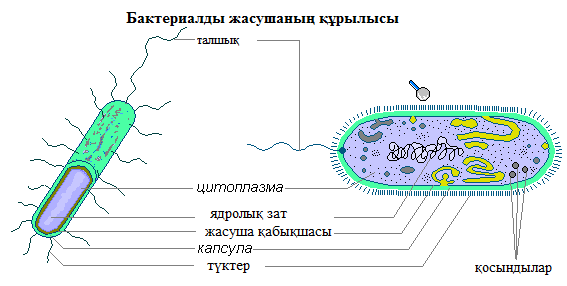 Бактериалды жасушаның құрылысы
талшық
цитоплазма
ядролық зат
жасуша қабықшасы
капсула
түктер
қосындылар